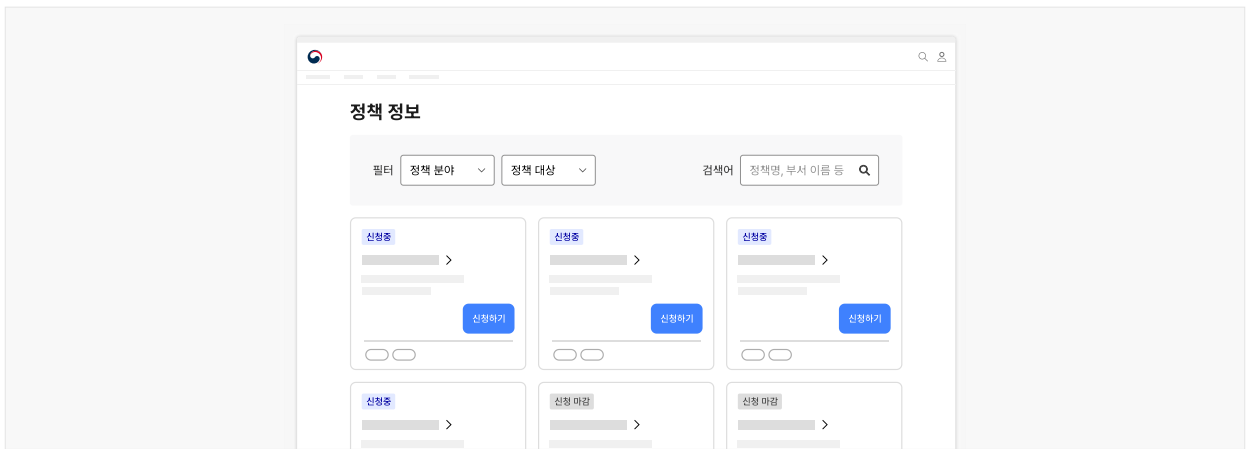 정책 정보
필터 정책 분야 정책 대상 검색어 정책명, 부서 이름 등
신청중 신청중 신청중
신청하기 신청하기 신청하기
신청중 신청 마감 신청 마감